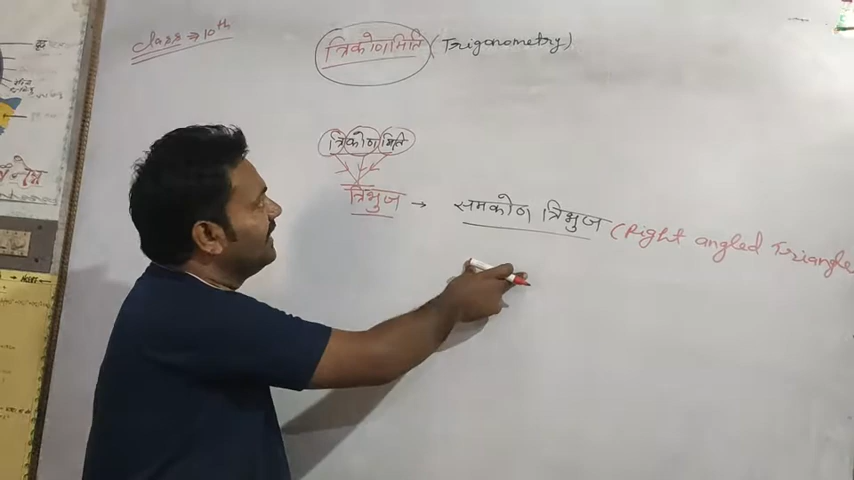 Class ⇒ 10th
त्रिकोणमिति (Trigonometry)
त्रिकोणमिति
त्रिभुज → समकोण त्रिभुज (Right angled Triangle